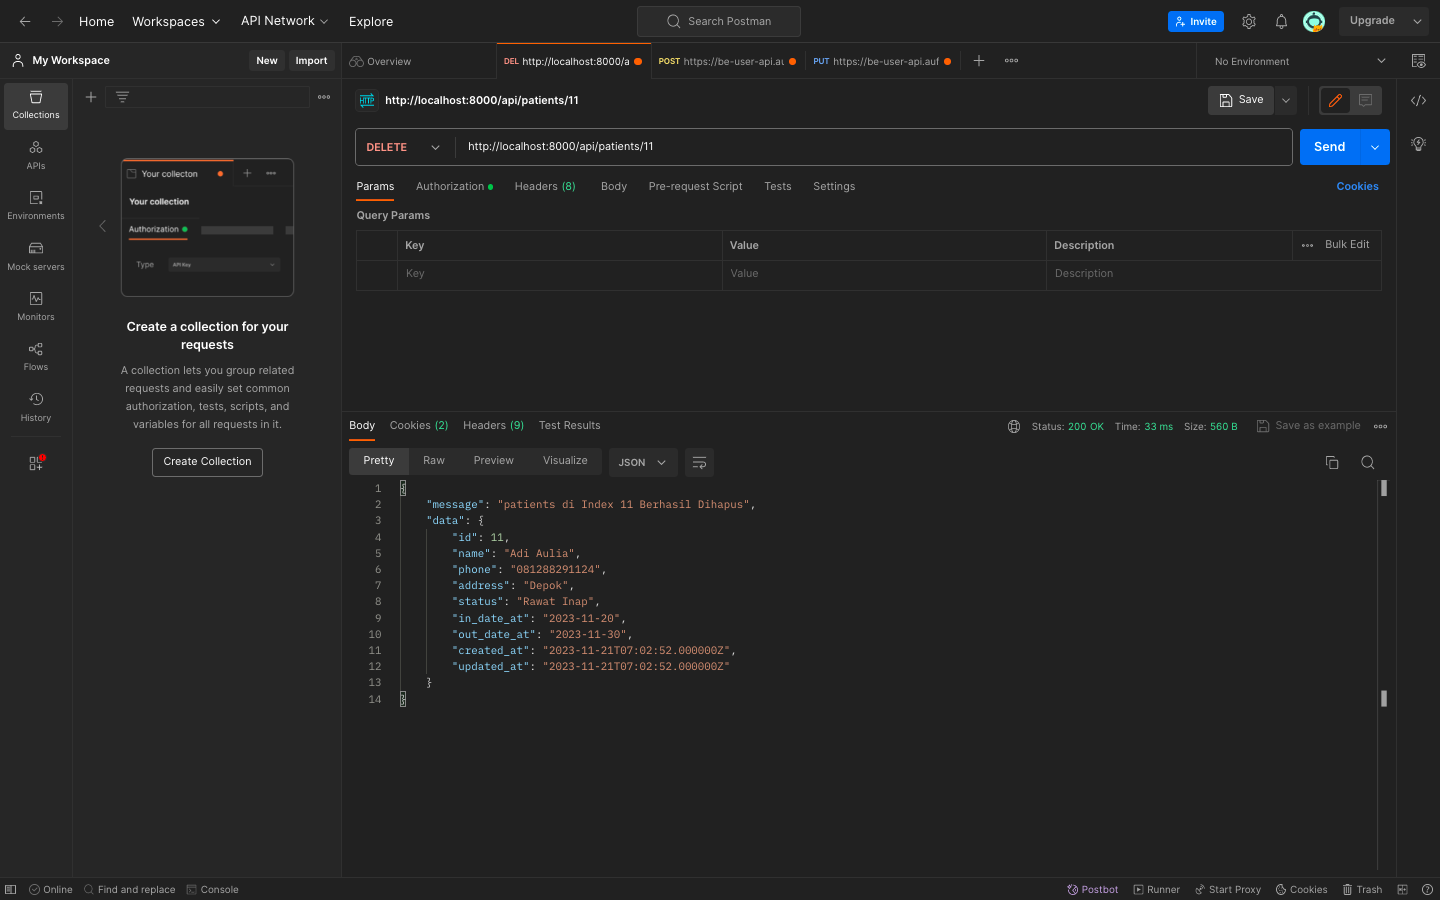 Home Workspaces API Network Explore Search Postman Invite Upgrade
My Workspace New Import Overview DEL http://localhost:8000/a POST https://be-user-api.au PUT https://be-user-api.auf No Environment
Collections
APIs
Environments
Mock servers
Monitors
Flows
History
Your collecton
Your collection
Authorization
Type API Key
Create a collection for your
requests
A collection lets you group related
requests and easily set common
authorization, tests, scripts, and
variables for all requests in it.
Create Collection
HTTP http://localhost:8000/api/patients/11 Save
DELETE http://localhost:8000/api/patients/11 Send
Params Authorization Headers (8) Body Pre-request Script Tests Settings Cookies
Query Params
Key Value Description Bulk Edit
Key Value Description
Body Cookies (2) Headers (9) Test Results Status: 200 OK Time: 33 ms Size: 560 B Save as example
Pretty Raw Preview Visualize JSON
1 {
2 "message": "patients di Index 11 Berhasil Dihapus",
3 "data": {
4 "id": 11,
5 "name": "Adi Aulia",
6 "phone": "081288291124",
7 "address": "Depok",
8 "status": "Rawat Inap",
9 "in_date_at": "2023-11-20",
10 "out_date_at": "2023-11-30",
11 "created_at": "2023-11-21T07:02:52.000000Z",
12 "updated_at": "2023-11-21T07:02:52.000000Z"
13 }
14 }
Online Find and replace Console Postbot Runner Start Proxy Cookies Trash